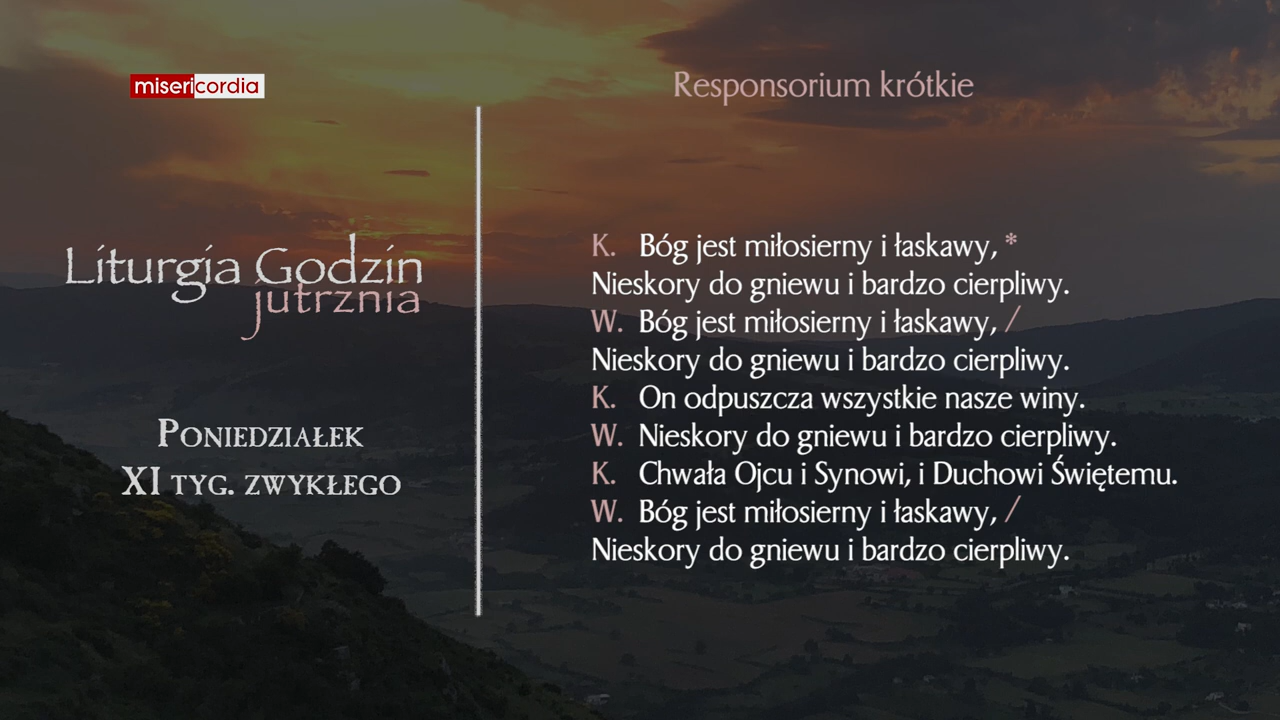 misericordia
Liturgia Godzin
jutrznia
Poniedziałek
XI tyg. zwykłego
Responsorium krótkie
K. Bóg jest miłosierny i łaskawy, *
Nieskory do gniewu i bardzo cierpliwy.
W. Bóg jest miłosierny i łaskawy, /
Nieskory do gniewu i bardzo cierpliwy.
K. On odpuszcza wszystkie nasze winy.
W. Nieskory do gniewu i bardzo cierpliwy.
K. Chwała Ojcu i Synowi, i Duchowi Świętemu.
W. Bóg jest miłosierny i łaskawy, /
Nieskory do gniewu i bardzo cierpliwy.